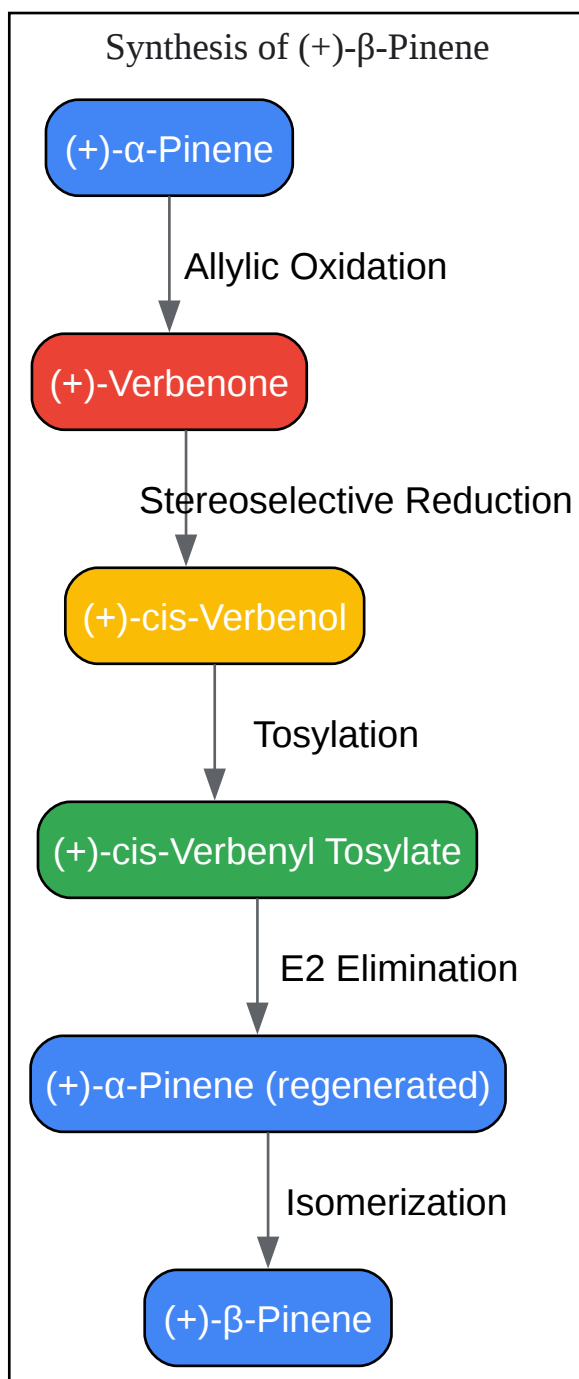 Synthesis of (+)-β-Pinene
(+)-α-Pinene
Allylic Oxidation
(+)-Verbenone
Stereoselective Reduction
(+)-cis-Verbenol
Tosylation
(+)-cis-Verbenyl Tosylate
E2 Elimination
(+)-α-Pinene (regenerated)
Isomerization
(+)-β-Pinene